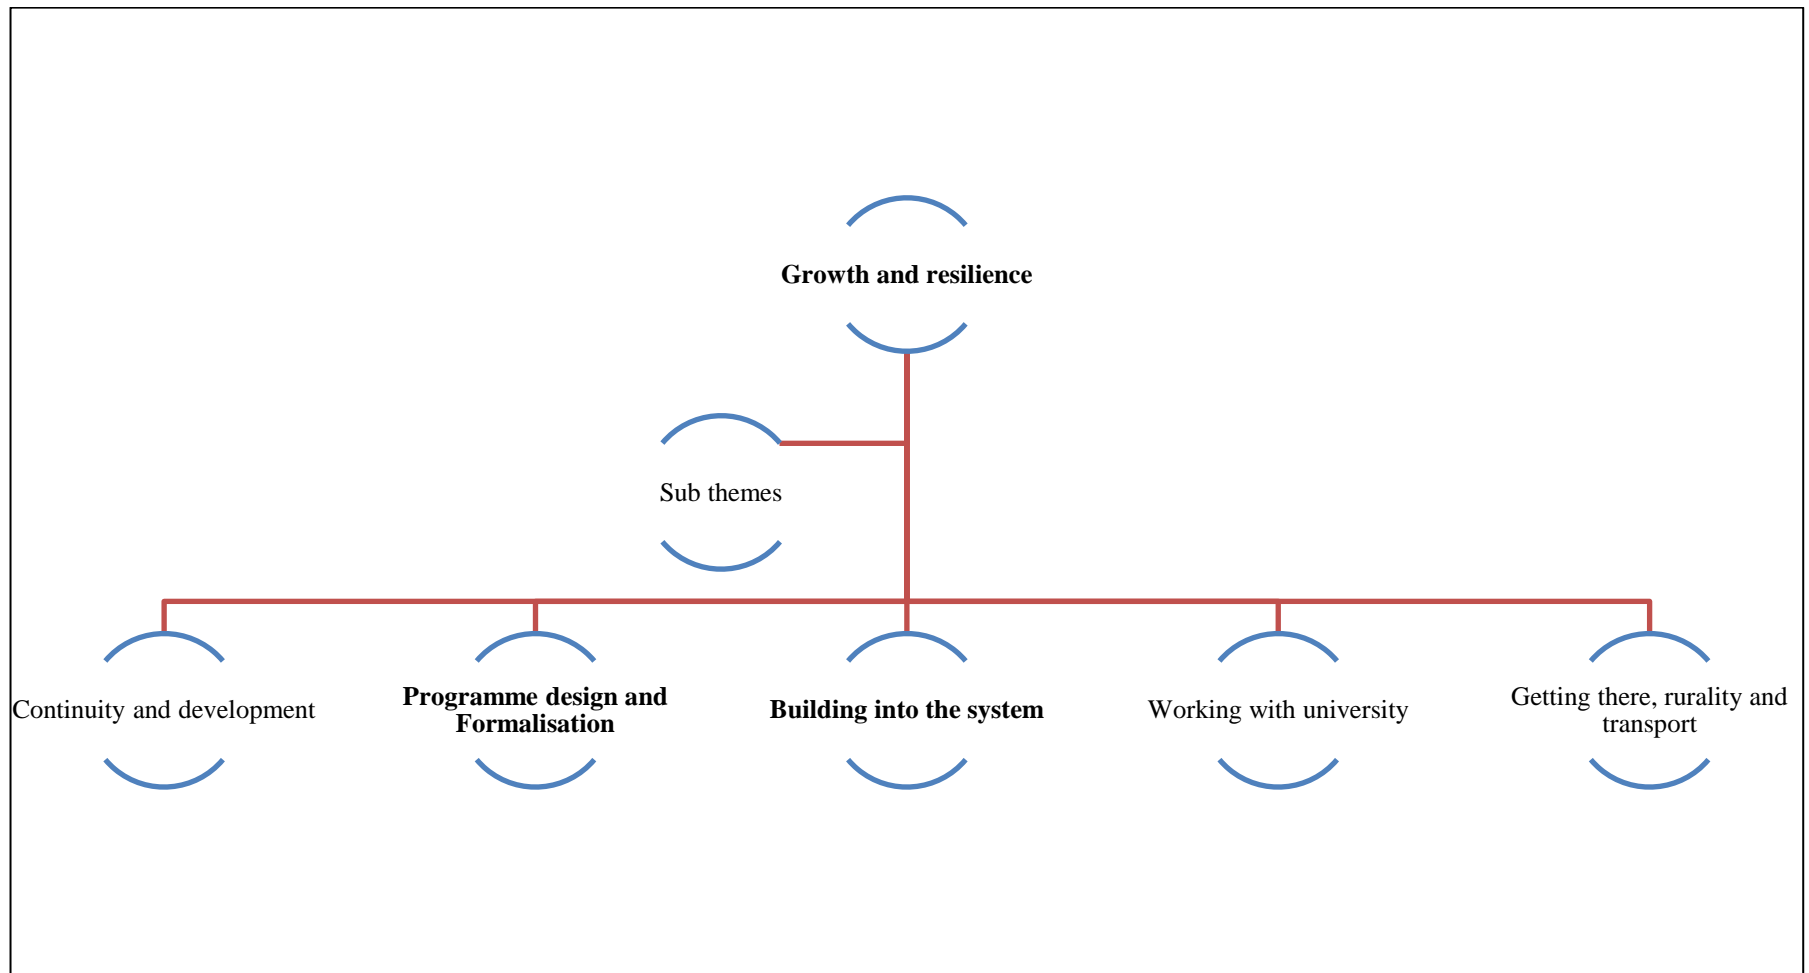 Growth and resilience
Sub themes
Continuity and development
Programme design and
Formalisation
Building into the system
Working with university
Getting there, rurality and
transport